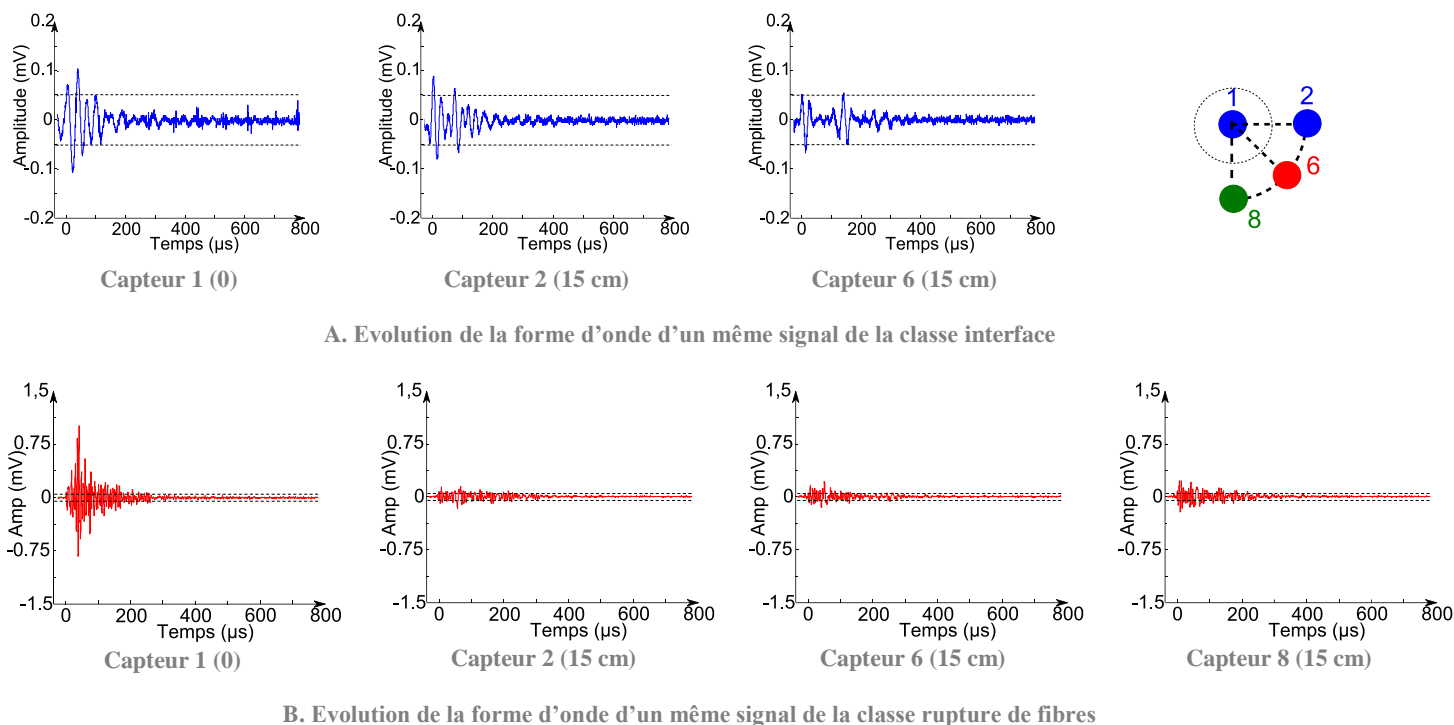 0.2
0.1
0
-0.1
-0.2
Amplitude (mV)
0 200 400 600 800
Temps (µs)
Capteur 1 (0)
0.2
0.1
0
-0.1
-0.2
Amplitude (mV)
0 200 400 600 800
Temps (µs)
Capteur 2 (15 cm)
0.2
0.1
0
-0.1
-0.2
Amplitude (mV)
0 200 400 600 800
Temps (µs)
Capteur 6 (15 cm)
1
2
6
8
A. Evolution de la forme d’onde d’un même signal de la classe interface
1,5
0.75
0
-0.75
-1.5
Amp (mV)
0 200 400 600 800
Temps (µs)
Capteur 1 (0)
1,5
0.75
0
-0.75
-1.5
Amp (mV)
0 200 400 600 800
Temps (µs)
Capteur 2 (15 cm)
1,5
0.75
0
-0.75
-1.5
Amp (mV)
0 200 400 600 800
Temps (µs)
Capteur 6 (15 cm)
1,5
0.75
0
-0.75
-1.5
Amp (mV)
0 200 400 600 800
Temps (µs)
Capteur 8 (15 cm)
B. Evolution de la forme d’onde d’un même signal de la classe rupture de fibres